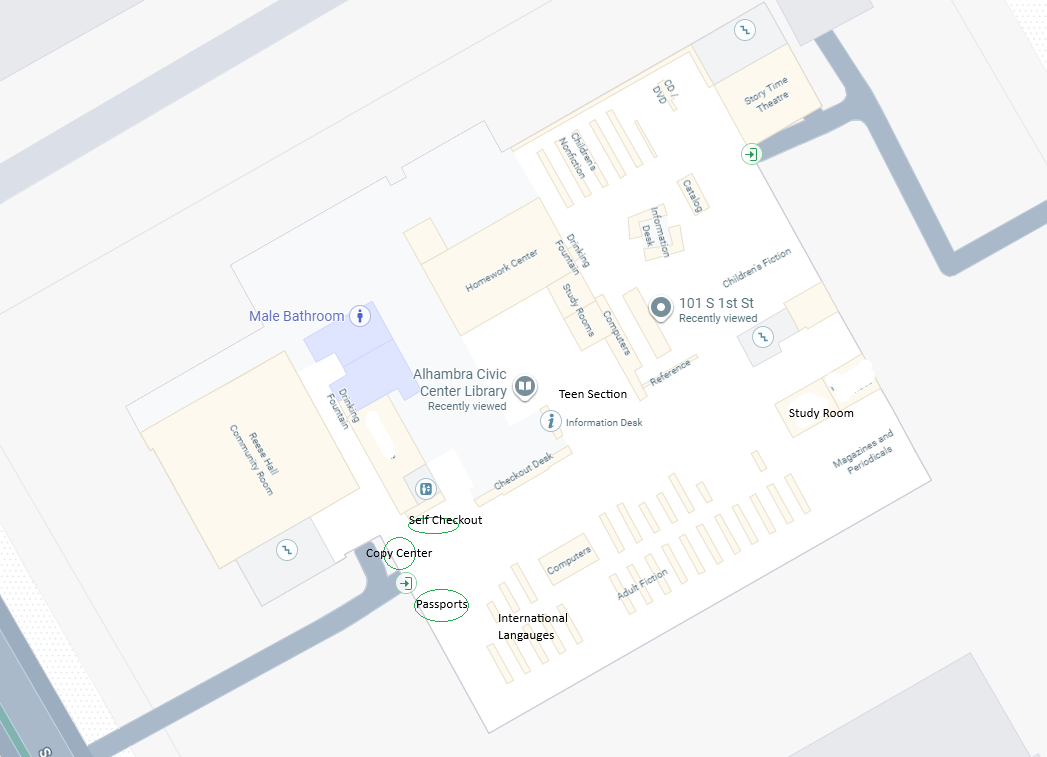 Story Time
Theatre
CD /
DVD
Children's
Nonfiction
Catalog
Information
Desk
Drinking
Fountain
Homework Center
Children's Fiction
Study Rooms
Computers
101 S 1st St
Recently viewed
Male Bathroom
Reference
Alhambra Civic
Center Library
Recently viewed
Teen Section
Information Desk
Study Room
Drinking
Fountain
Reese Hall
Community Room
Magazines and
Periodicals
Checkout Desk
Self Checkout
Copy Center
Computers
Adult Fiction
Passports
International
Langauges
S